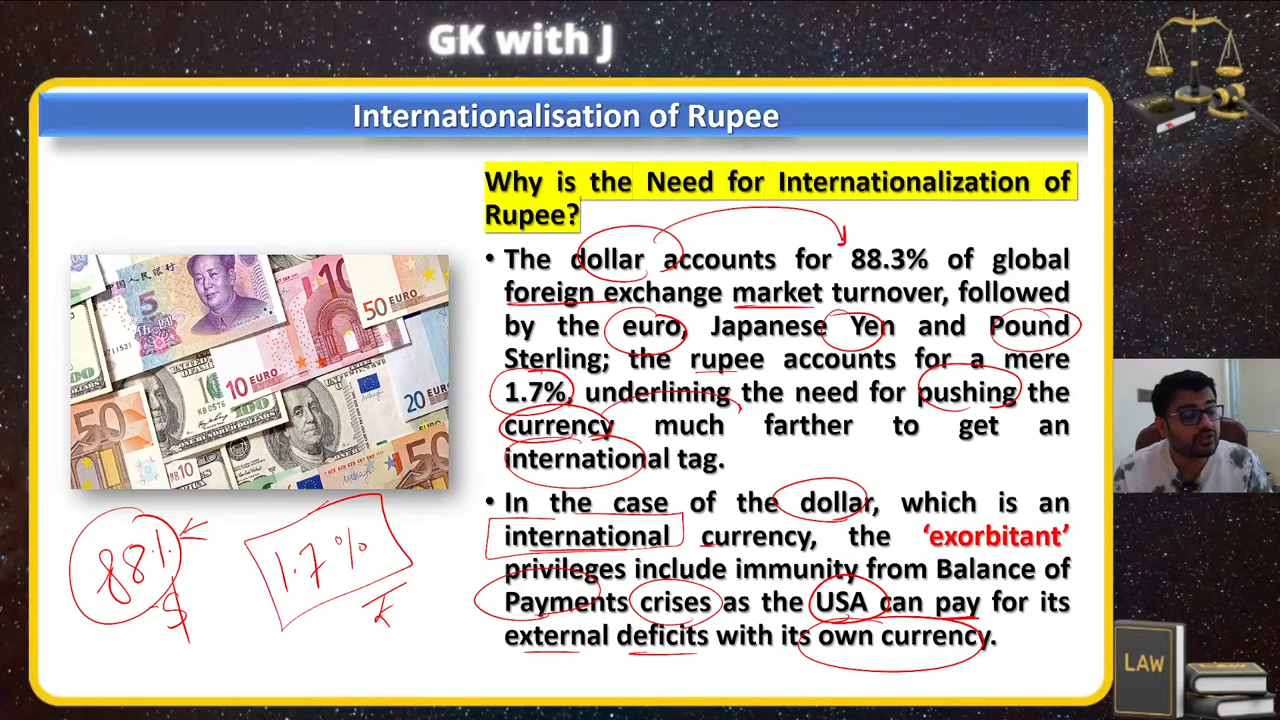 GK with J
Internationalisation of Rupee
Why is the Need for Internationalization of
Rupee?
• The dollar accounts for 88.3% of global
foreign exchange market turnover, followed
by the euro, Japanese Yen and Pound
Sterling; the rupee accounts for a mere
1.7%, underlining the need for pushing the
currency much farther to get an
international tag.
• In the case of the dollar, which is an
international currency, the ‘exorbitant’
privileges include immunity from Balance of
Payments crises as the USA can pay for its
external deficits with its own currency.
88%
$
1.7%
₹
50 EURO
10 EURO
20 EURO
5
10
50
LAW